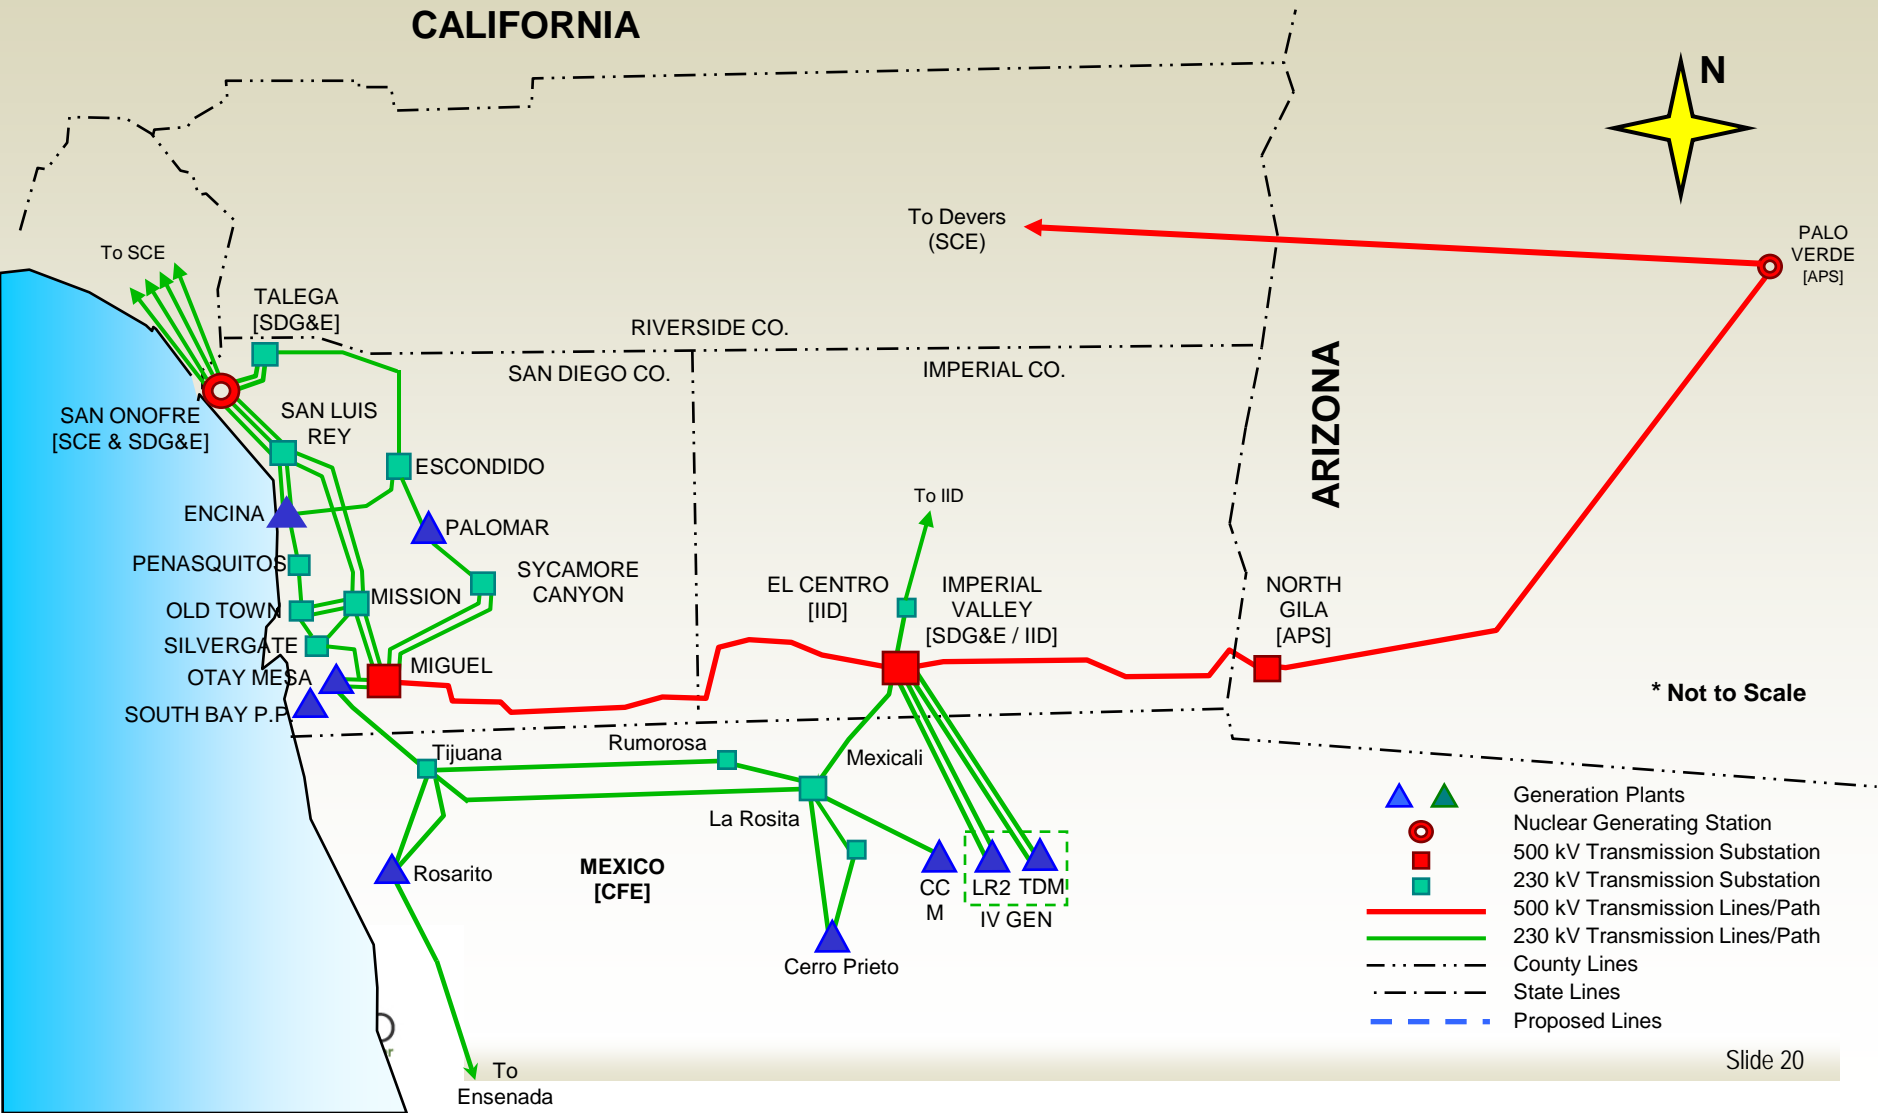 CALIFORNIA
N
To Devers
(SCE)
PALO
VERDE
[APS]
To SCE
TALEGA
[SDG&E]
RIVERSIDE CO.
SAN DIEGO CO.
IMPERIAL CO.
ARIZONA
SAN ONOFRE
[SCE & SDG&E]
SAN LUIS
REY
ESCONDIDO
To IID
ENCINA
PALOMAR
PENASQUITOS
SYCAMORE
CANYON
OLD TOWN
MISSION
EL CENTRO
[IID]
IMPERIAL
VALLEY
[SDG&E / IID]
NORTH
GILA
[APS]
SILVERGATE
MIGUEL
OTAY MESA
SOUTH BAY P.P.
* Not to Scale
Tijuana
Rumorosa
Mexicali
La Rosita
Rosarito
MEXICO
[CFE]
CC
M
LR2
TDM
IV GEN
Cerro Prieto
Generation Plants
Nuclear Generating Station
500 kV Transmission Substation
230 kV Transmission Substation
500 kV Transmission Lines/Path
230 kV Transmission Lines/Path
County Lines
State Lines
Proposed Lines
To
Ensenada
Slide 20